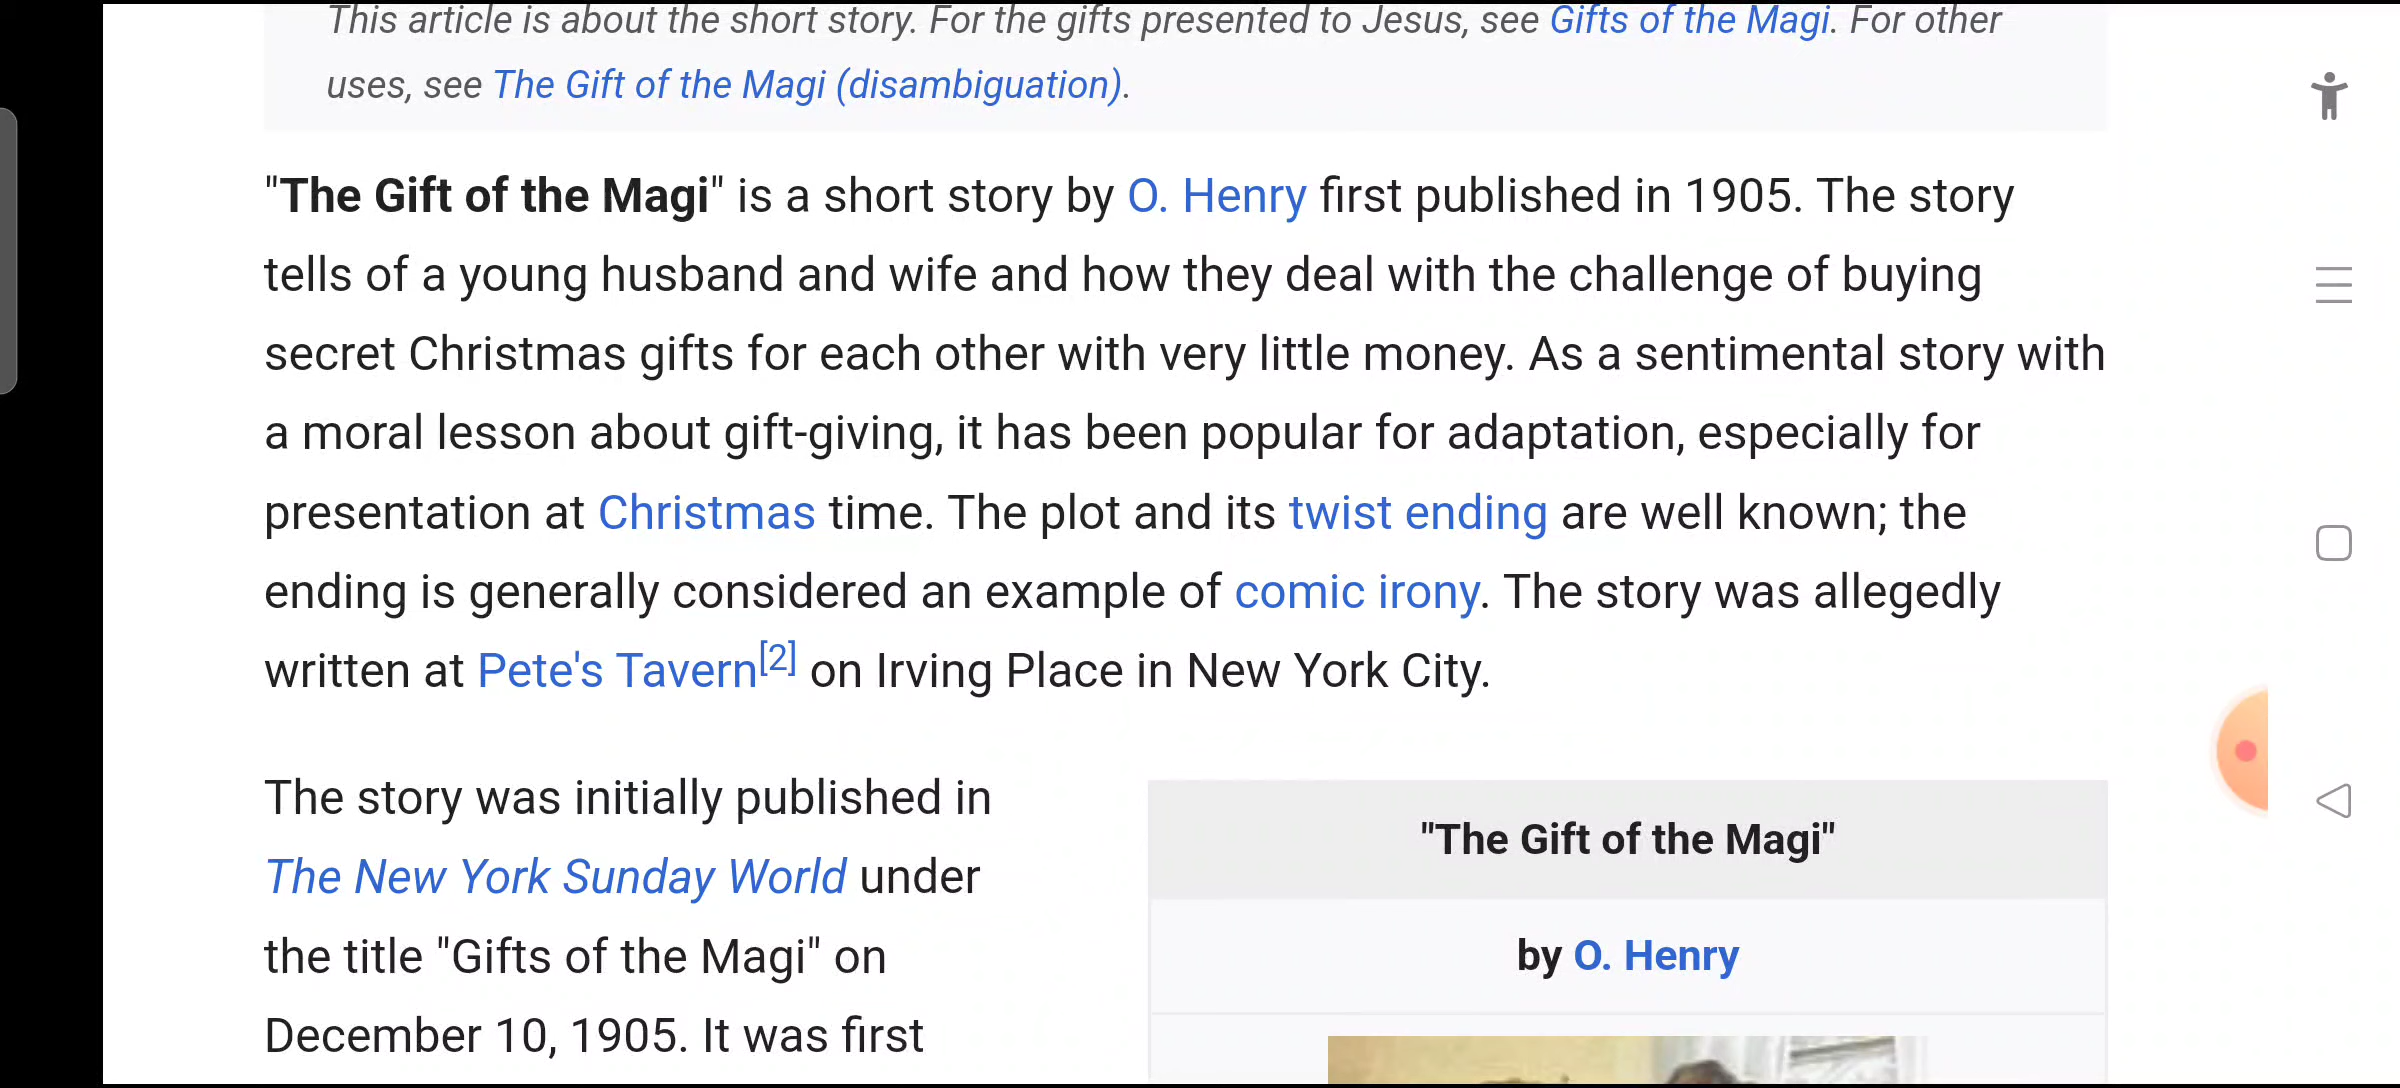 This article is about the short story. For the gifts presented to Jesus, see Gifts of the Magi. For other
uses, see The Gift of the Magi (disambiguation).
"The Gift of the Magi" is a short story by O. Henry first published in 1905. The story
tells of a young husband and wife and how they deal with the challenge of buying
secret Christmas gifts for each other with very little money. As a sentimental story with
a moral lesson about gift-giving, it has been popular for adaptation, especially for
presentation at Christmas time. The plot and its twist ending are well known; the
ending is generally considered an example of comic irony. The story was allegedly
written at Pete's Tavern[2] on Irving Place in New York City.
The story was initially published in
The New York Sunday World under
the title "Gifts of the Magi" on
December 10, 1905. It was first
"The Gift of the Magi"
by O. Henry